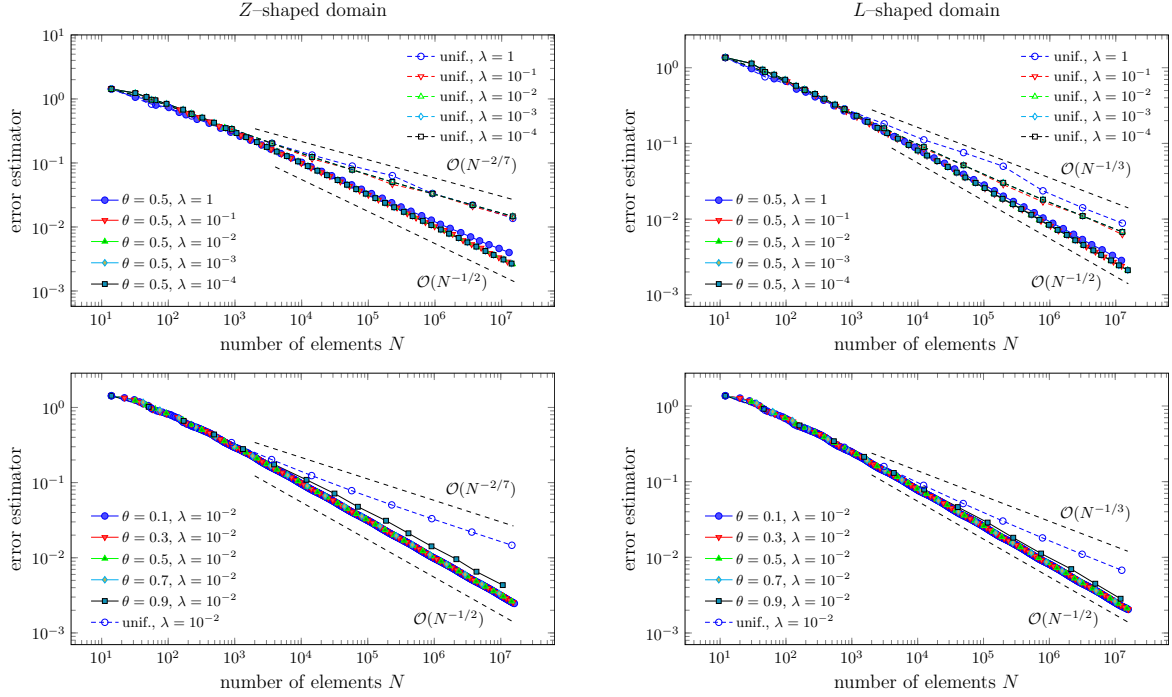 Z–shaped domain
L–shaped domain
10^1
10^0
10^−1
10^−2
10^−3
error estimator
unif., λ = 1
unif., λ = 10^−1
unif., λ = 10^−2
unif., λ = 10^−3
unif., λ = 10^−4
O(N^−2/7)
θ = 0.5, λ = 1
θ = 0.5, λ = 10^−1
θ = 0.5, λ = 10^−2
θ = 0.5, λ = 10^−3
θ = 0.5, λ = 10^−4
O(N^−1/2)
10^1 10^2 10^3 10^4 10^5 10^6 10^7
number of elements N
10^0
10^−1
10^−2
10^−3
error estimator
unif., λ = 1
unif., λ = 10^−1
unif., λ = 10^−2
unif., λ = 10^−3
unif., λ = 10^−4
O(N^−1/3)
θ = 0.5, λ = 1
θ = 0.5, λ = 10^−1
θ = 0.5, λ = 10^−2
θ = 0.5, λ = 10^−3
θ = 0.5, λ = 10^−4
O(N^−1/2)
10^1 10^2 10^3 10^4 10^5 10^6 10^7
number of elements N
10^0
10^−1
10^−2
10^−3
error estimator
O(N^−2/7)
θ = 0.1, λ = 10^−2
θ = 0.3, λ = 10^−2
θ = 0.5, λ = 10^−2
θ = 0.7, λ = 10^−2
θ = 0.9, λ = 10^−2
unif., λ = 10^−2
O(N^−1/2)
10^1 10^2 10^3 10^4 10^5 10^6 10^7
number of elements N
10^0
10^−1
10^−2
10^−3
error estimator
O(N^−1/3)
θ = 0.1, λ = 10^−2
θ = 0.3, λ = 10^−2
θ = 0.5, λ = 10^−2
θ = 0.7, λ = 10^−2
θ = 0.9, λ = 10^−2
unif., λ = 10^−2
O(N^−1/2)
10^1 10^2 10^3 10^4 10^5 10^6 10^7
number of elements N